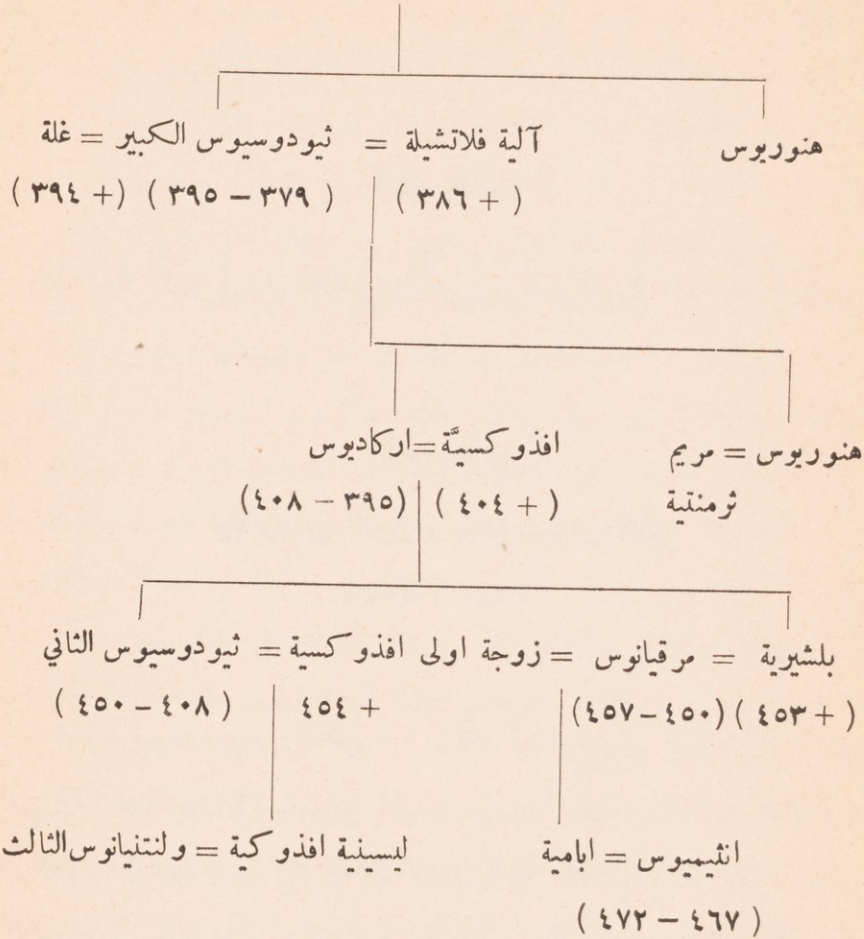 هنوريوس آلية فلاتشيلة = ثيودوسيوس الكبير = غلة
( + ٣٨٦ ) ( ٣٧٩ – ٣٩٥ ) ( + ٣٩٤ )
هنوريوس = مريم افذوكسيَّة = اركاديوس
ثرمنتية ( + ٤٠٤ ) ( ٣٩٥ – ٤٠٨ )
بلشيرية = مرقيانوس = زوجة اولى افذوكسية = ثيودوسيوس الثاني
( + ٤٥٣ ) ( ٤٥٠ – ٤٥٧ ) + ٤٥٤ ( ٤٠٨ – ٤٥٠ )
انثيميوس = ابامية ليسينية افذوكية = ولنتنيانوس الثالث
( ٤٦٧ – ٤٧٢ )